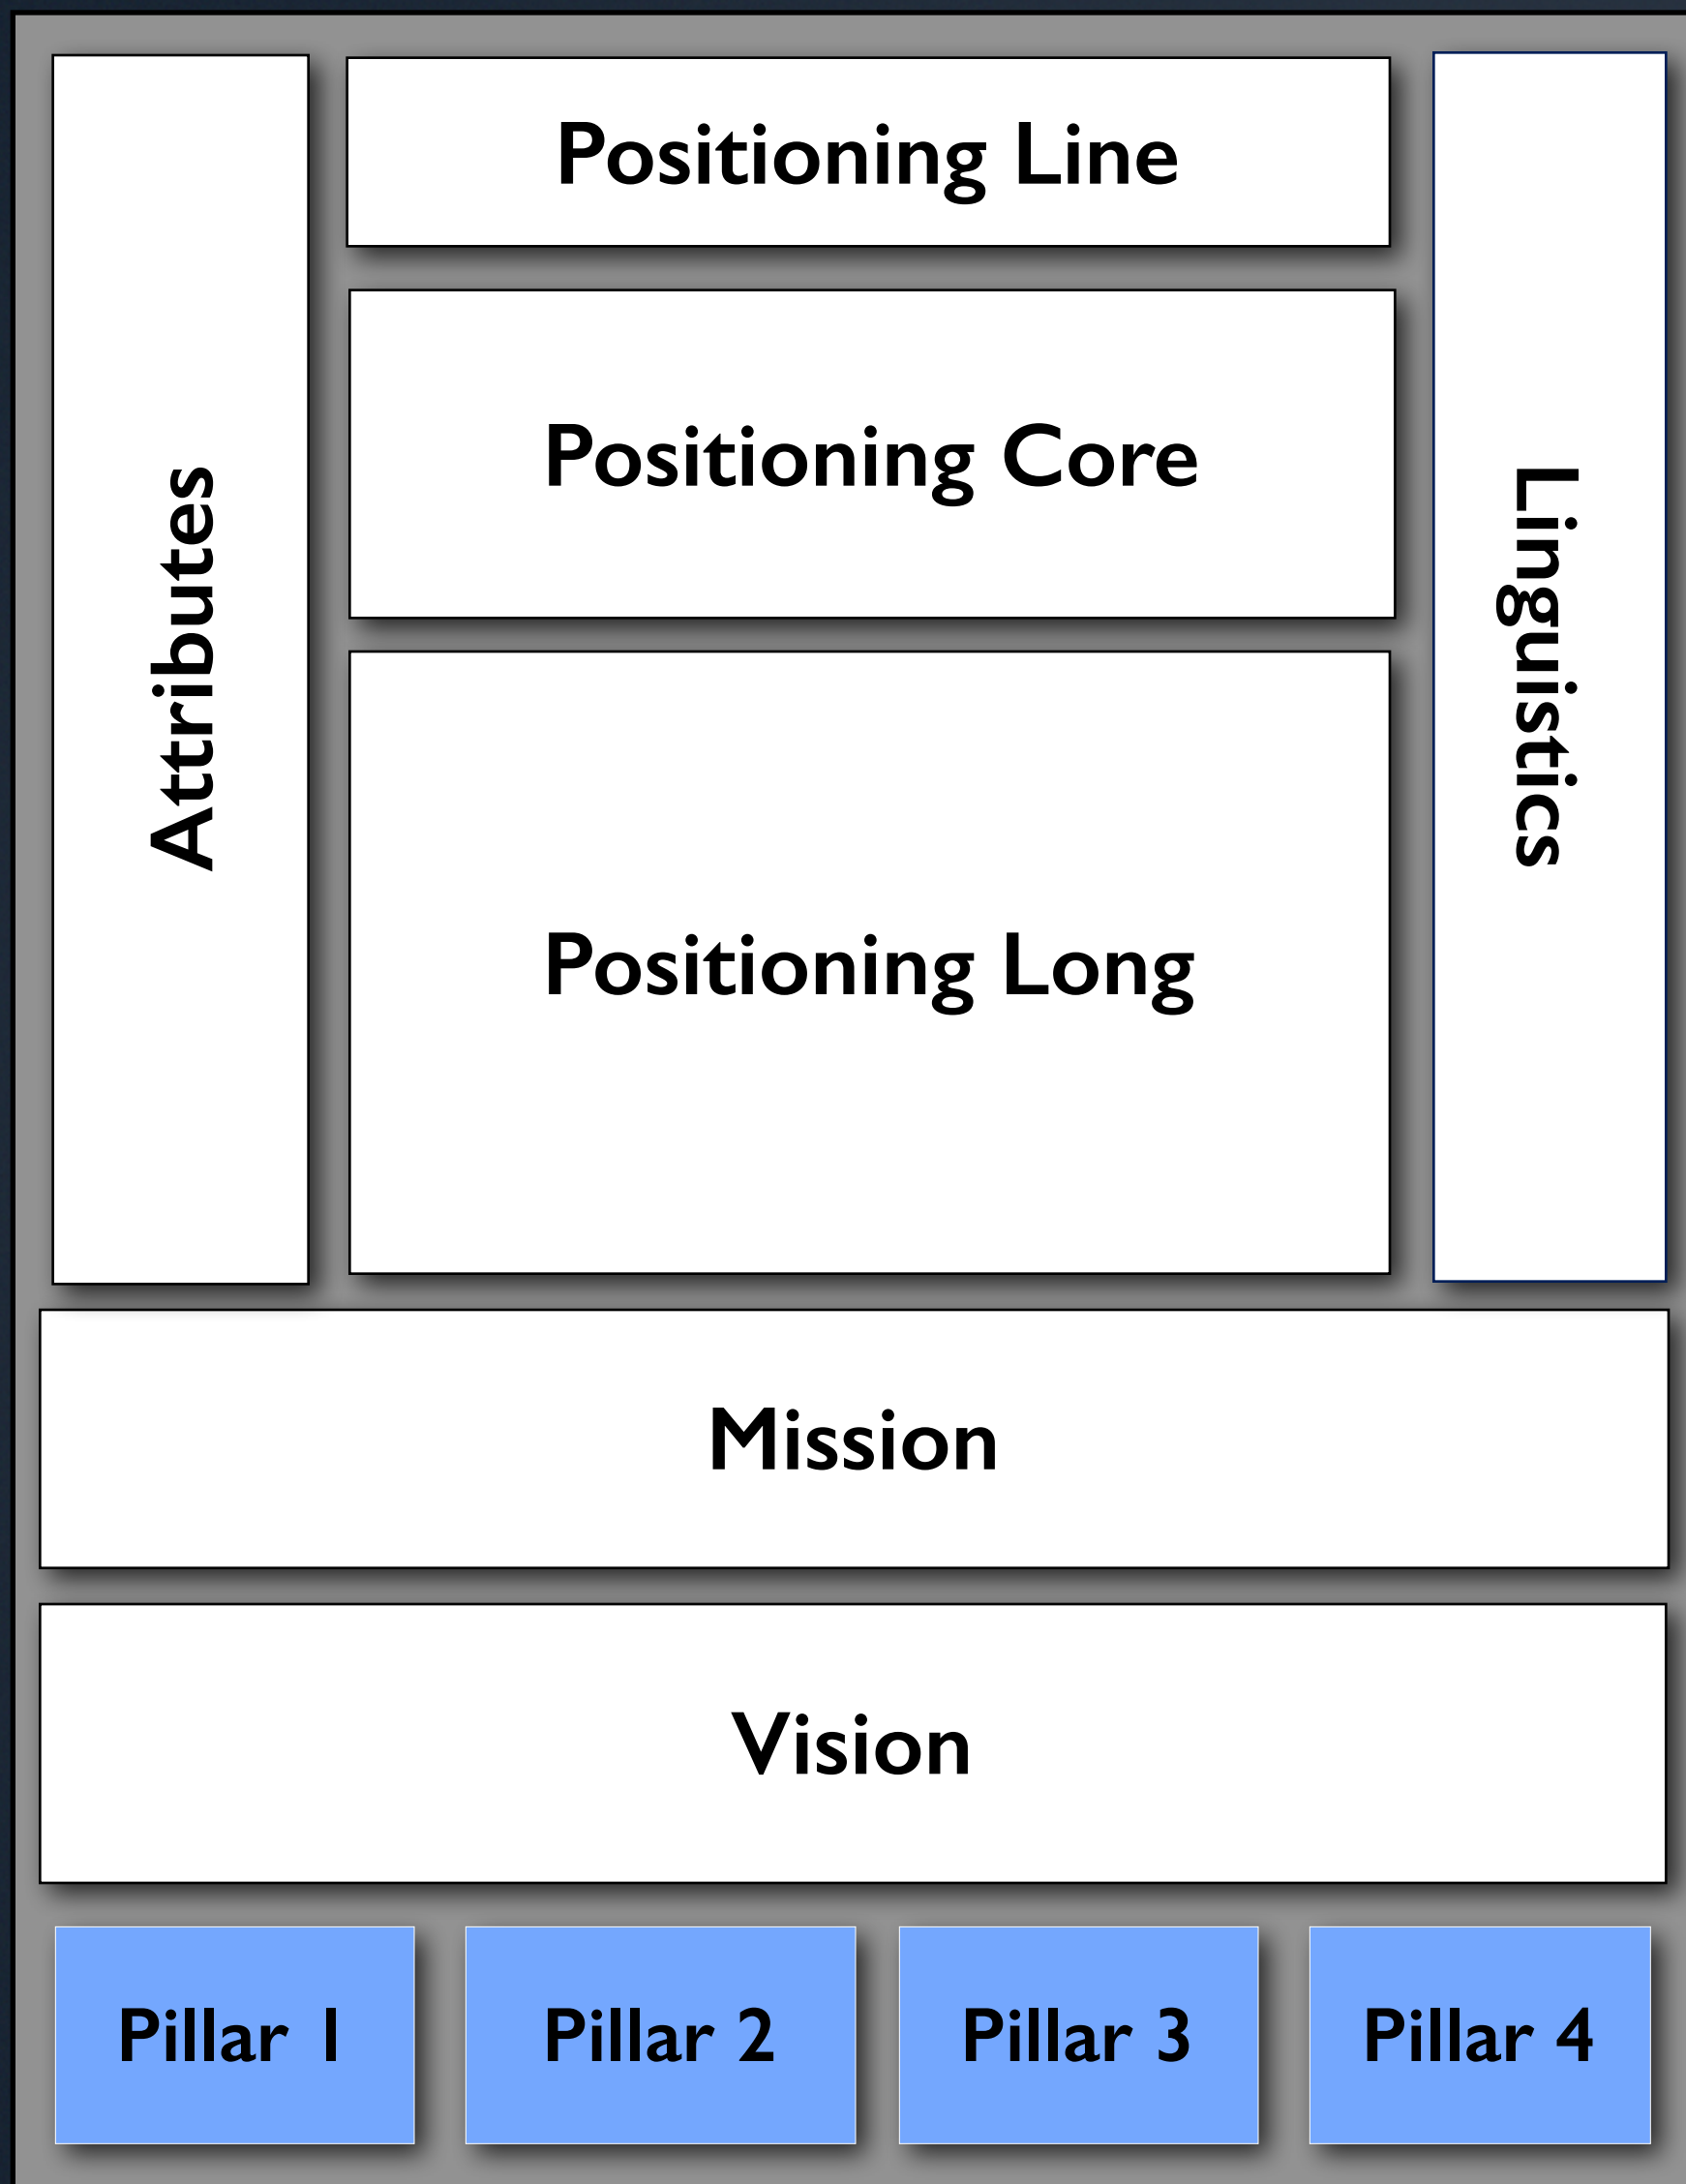 Attributes
Positioning Line
Positioning Core
Positioning Long
Linguistics
Mission
Vision
Pillar 1
Pillar 2
Pillar 3
Pillar 4